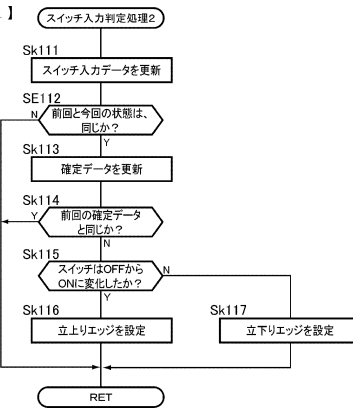 】
スイッチ入力判定処理２
Sk111
スイッチ入力データを更新
SE112
N
前回と今回の状態は、
同じか？
Y
Sk113
確定データを更新
Sk114
Y
前回の確定データ
と同じか？
N
Sk115
スイッチはOFFから
ONに変化したか？
N
Y
Sk116
立上りエッジを設定
Sk117
立下りエッジを設定
RET